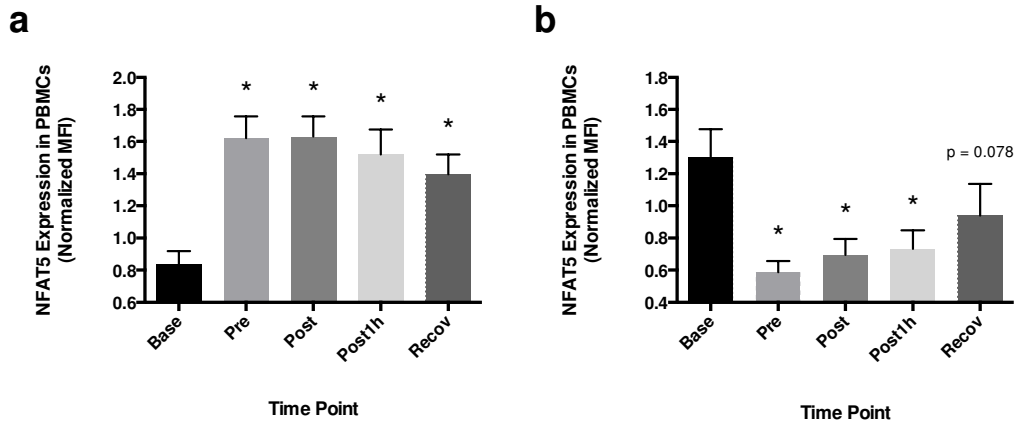 a
NFAT5 Expression in PBMCs
(Normalized MFI)
2.0
1.8
1.6
1.4
1.2
1.0
0.8
0.6
*
*
*
*
Base
Pre
Post
Post1h
Recov
Time Point
b
NFAT5 Expression in PBMCs
(Normalized MFI)
1.8
1.6
1.4
1.2
1.0
0.8
0.6
0.4
*
*
*
p = 0.078
Base
Pre
Post
Post1h
Recov
Time Point